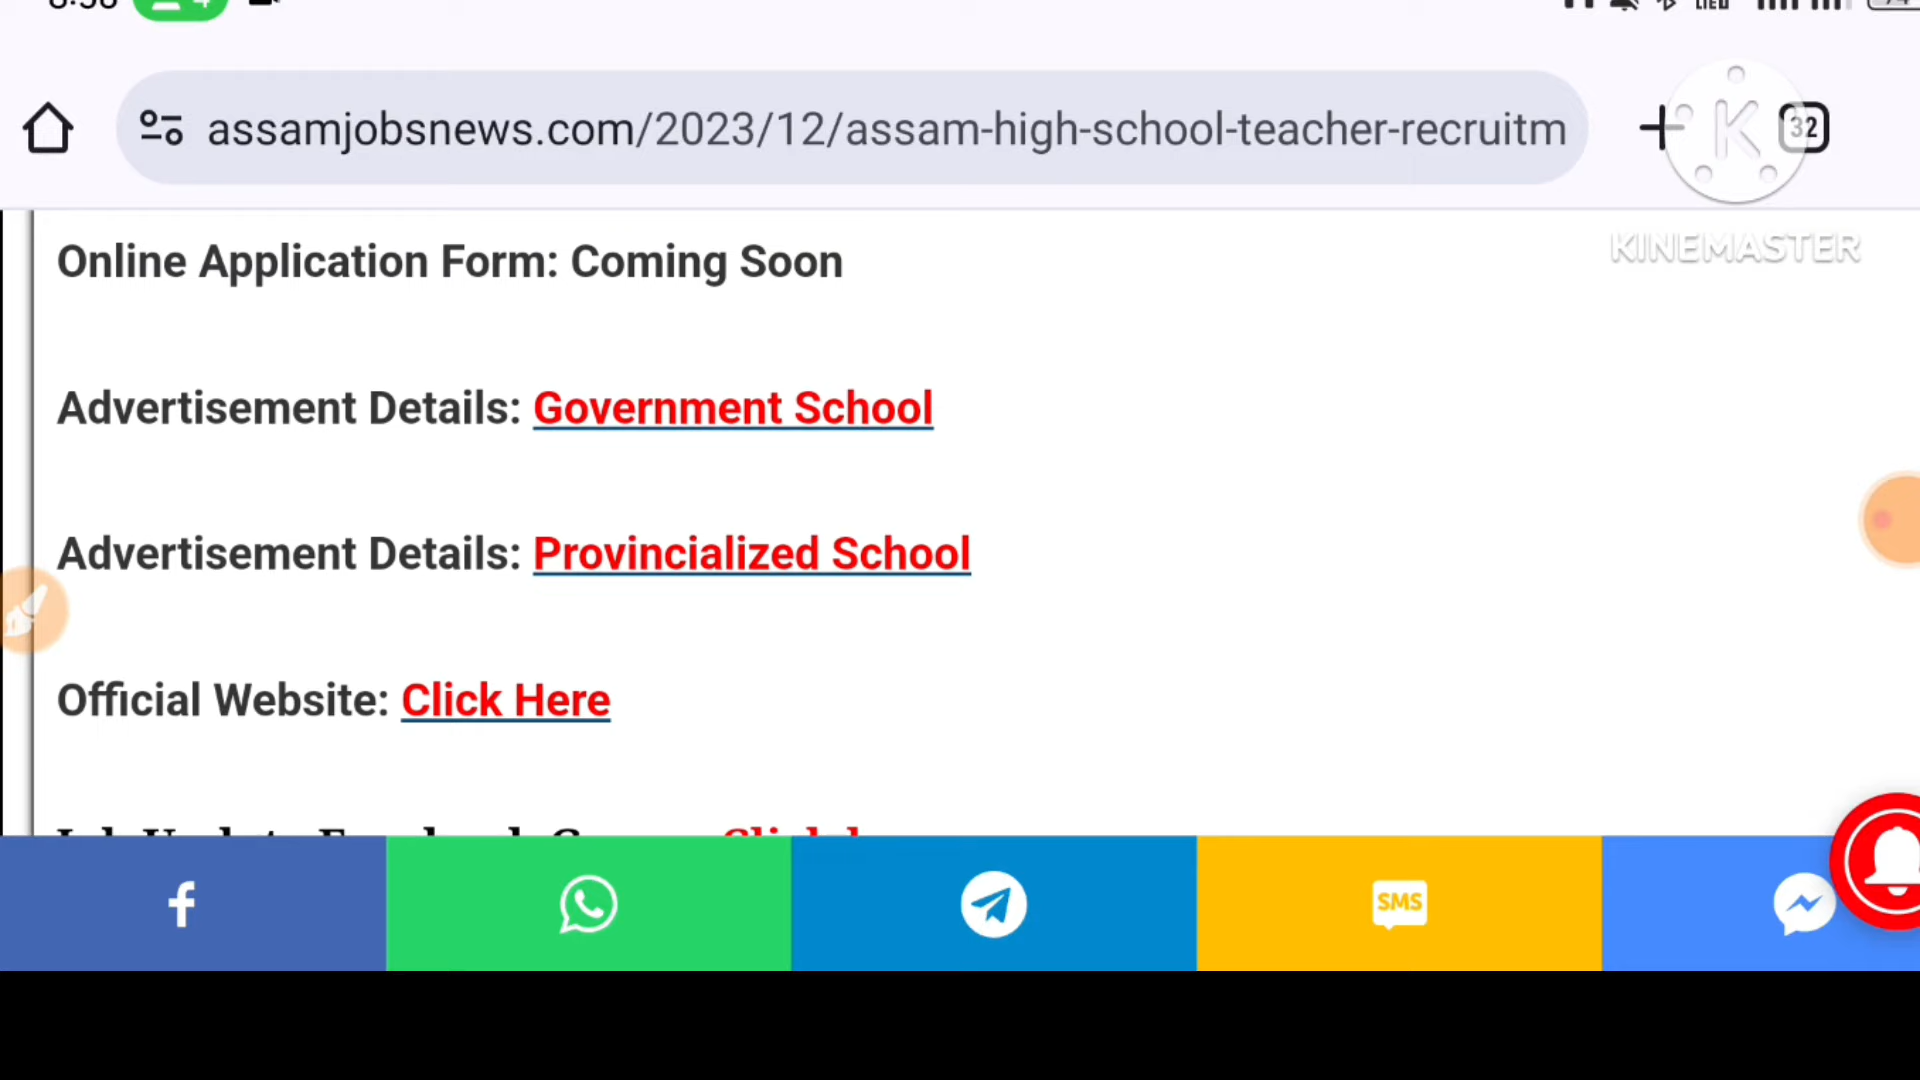 assamjobsnews.com/2023/12/assam-high-school-teacher-recruitm
32
KINEMASTER
Online Application Form: Coming Soon
Advertisement Details: Government School
Advertisement Details: Provincialized School
Official Website: Click Here
SMS